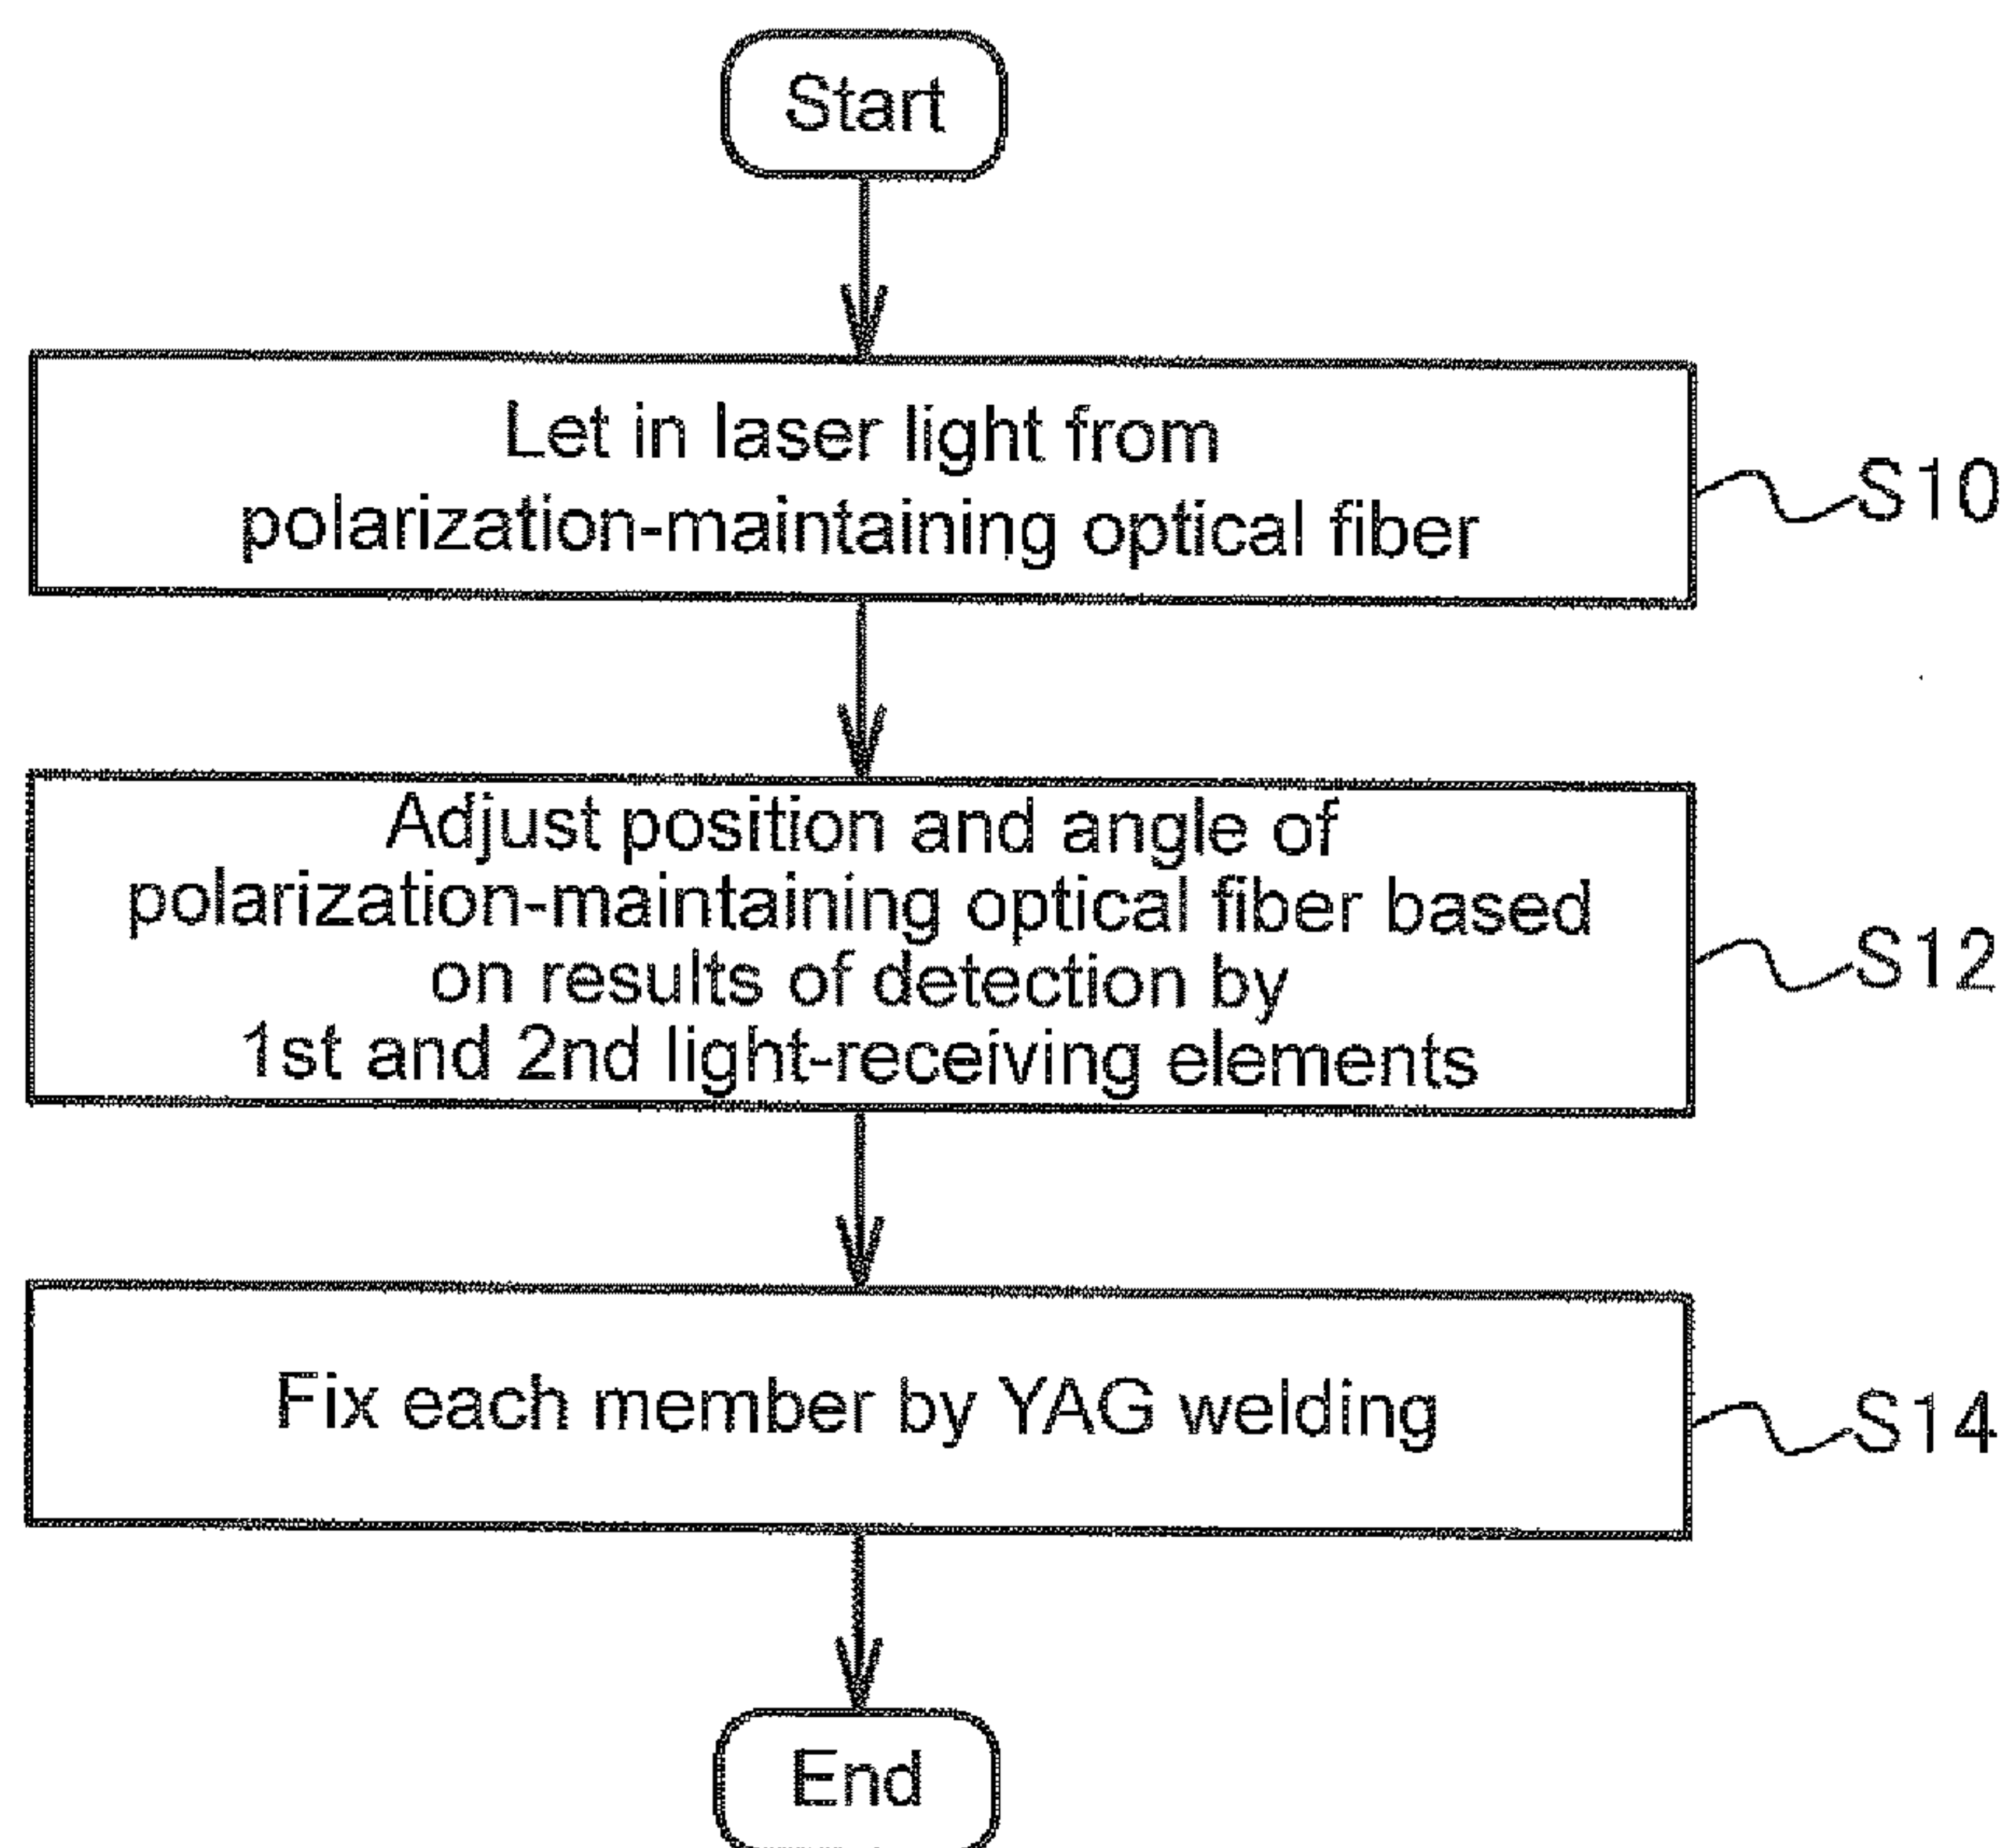 Start
Let in laser light from
polarization-maintaining optical fiber
S10
Adjust position and angle of
polarization-maintaining optical fiber based
on results of detection by
1st and 2nd light-receiving elements
S12
Fix each member by YAG welding
S14
End